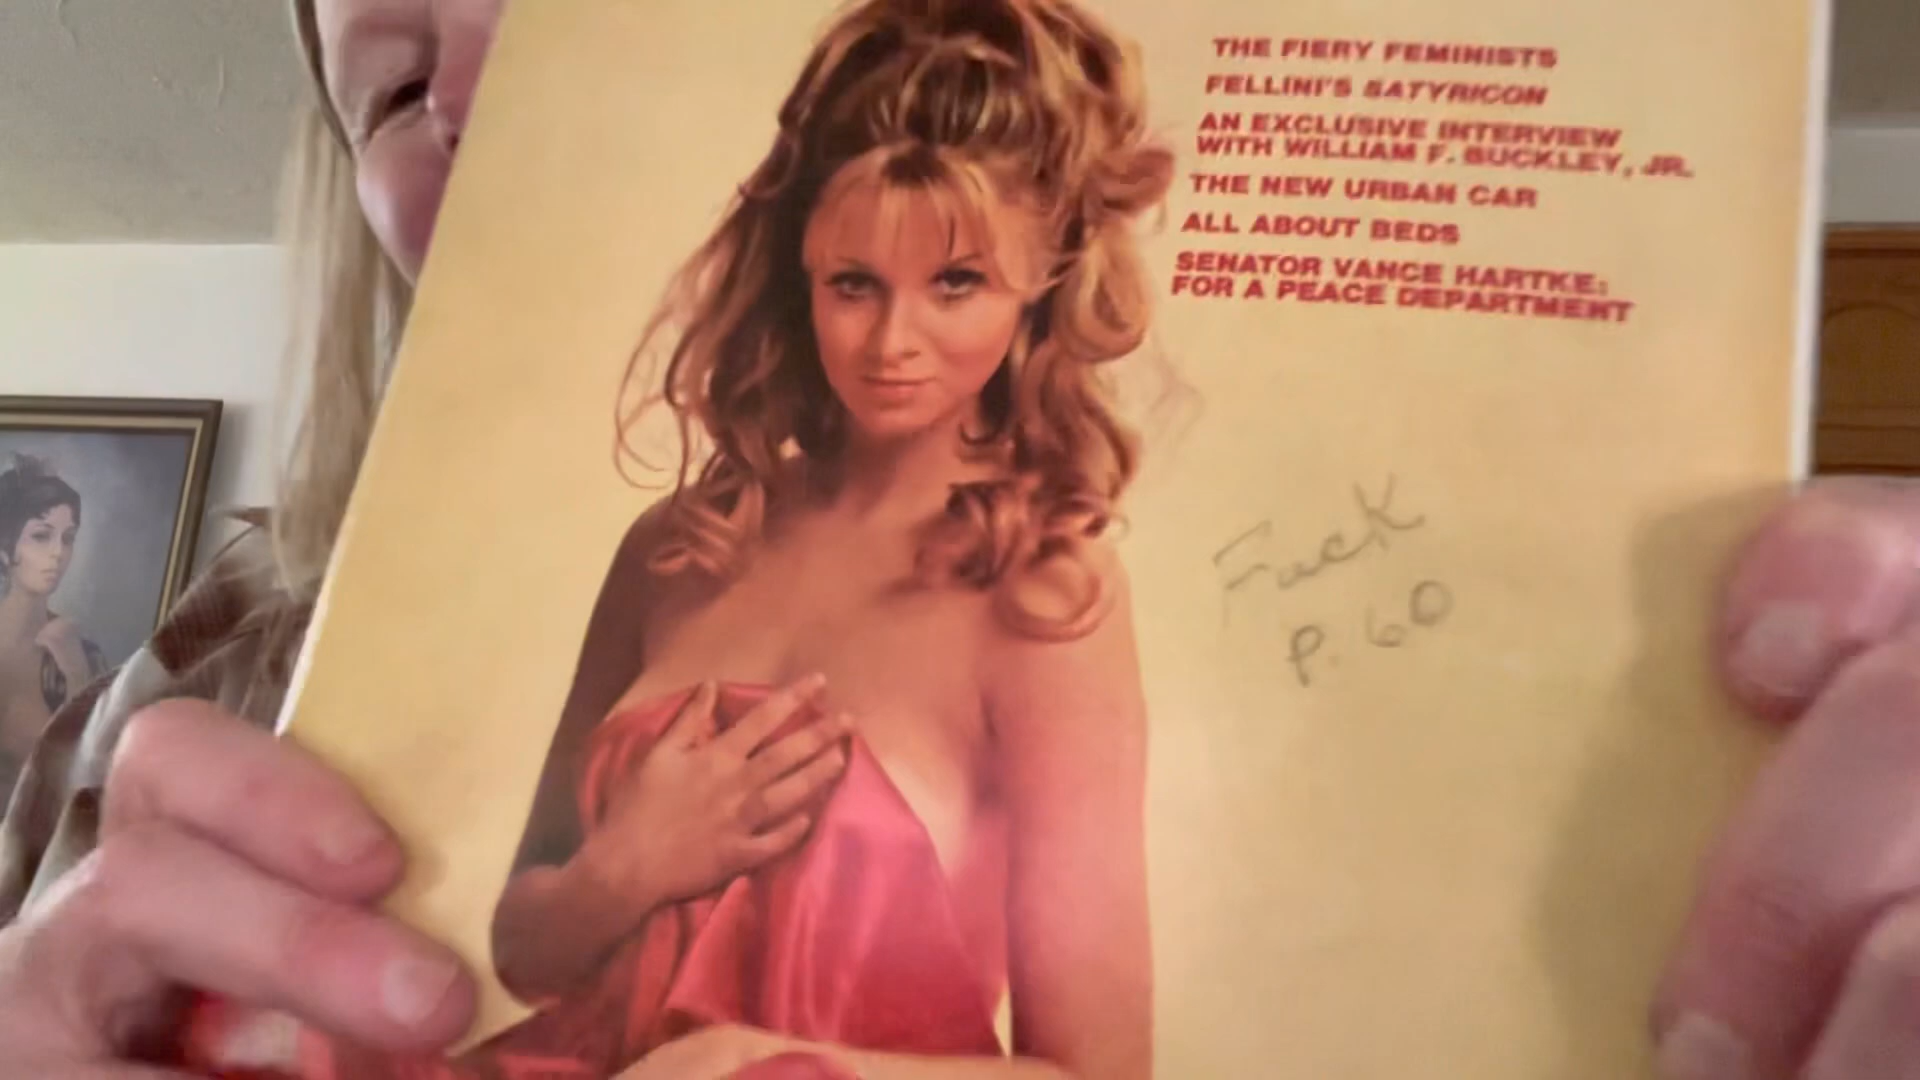 THE FIERY FEMINISTS
FELLINI'S SATYRICON
AN EXCLUSIVE INTERVIEW
WITH WILLIAM F. BUCKLEY, JR.
THE NEW URBAN CAR
ALL ABOUT BEDS
SENATOR VANCE HARTKE:
FOR A PEACE DEPARTMENT
Fuck
P. 60